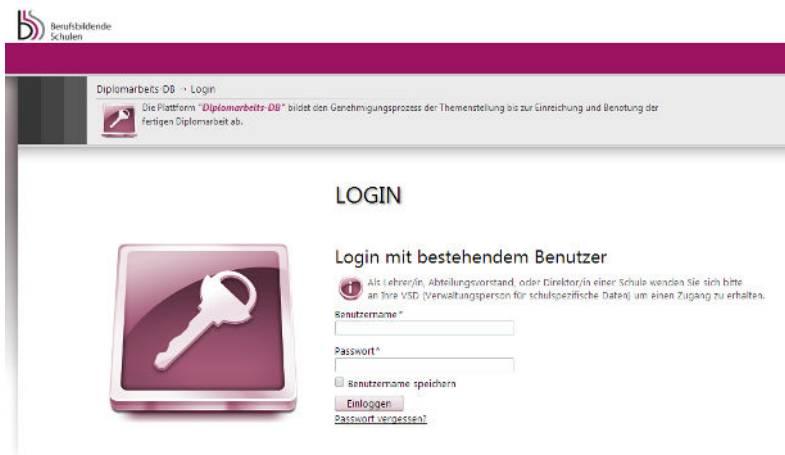 Berufsbildende
Schulen
Diplomarbeits-DB → Login
Die Plattform "Diplomarbeits-DB" bildet den Genehmigungsprozess der Themenstellung bis zur Einreichung und Benotung der
fertigen Diplomarbeit ab.
LOGIN
Login mit bestehendem Benutzer
Als Lehrer/in, Abteilungsvorstand, oder Direktor/in einer Schule wenden Sie sich bitte
an Ihre VSD (Verwaltungsperson für schulspezifische Daten) um einen Zugang zu erhalten.
Benutzername*
Passwort*
Benutzername speichern
Einloggen
Passwort vergessen?